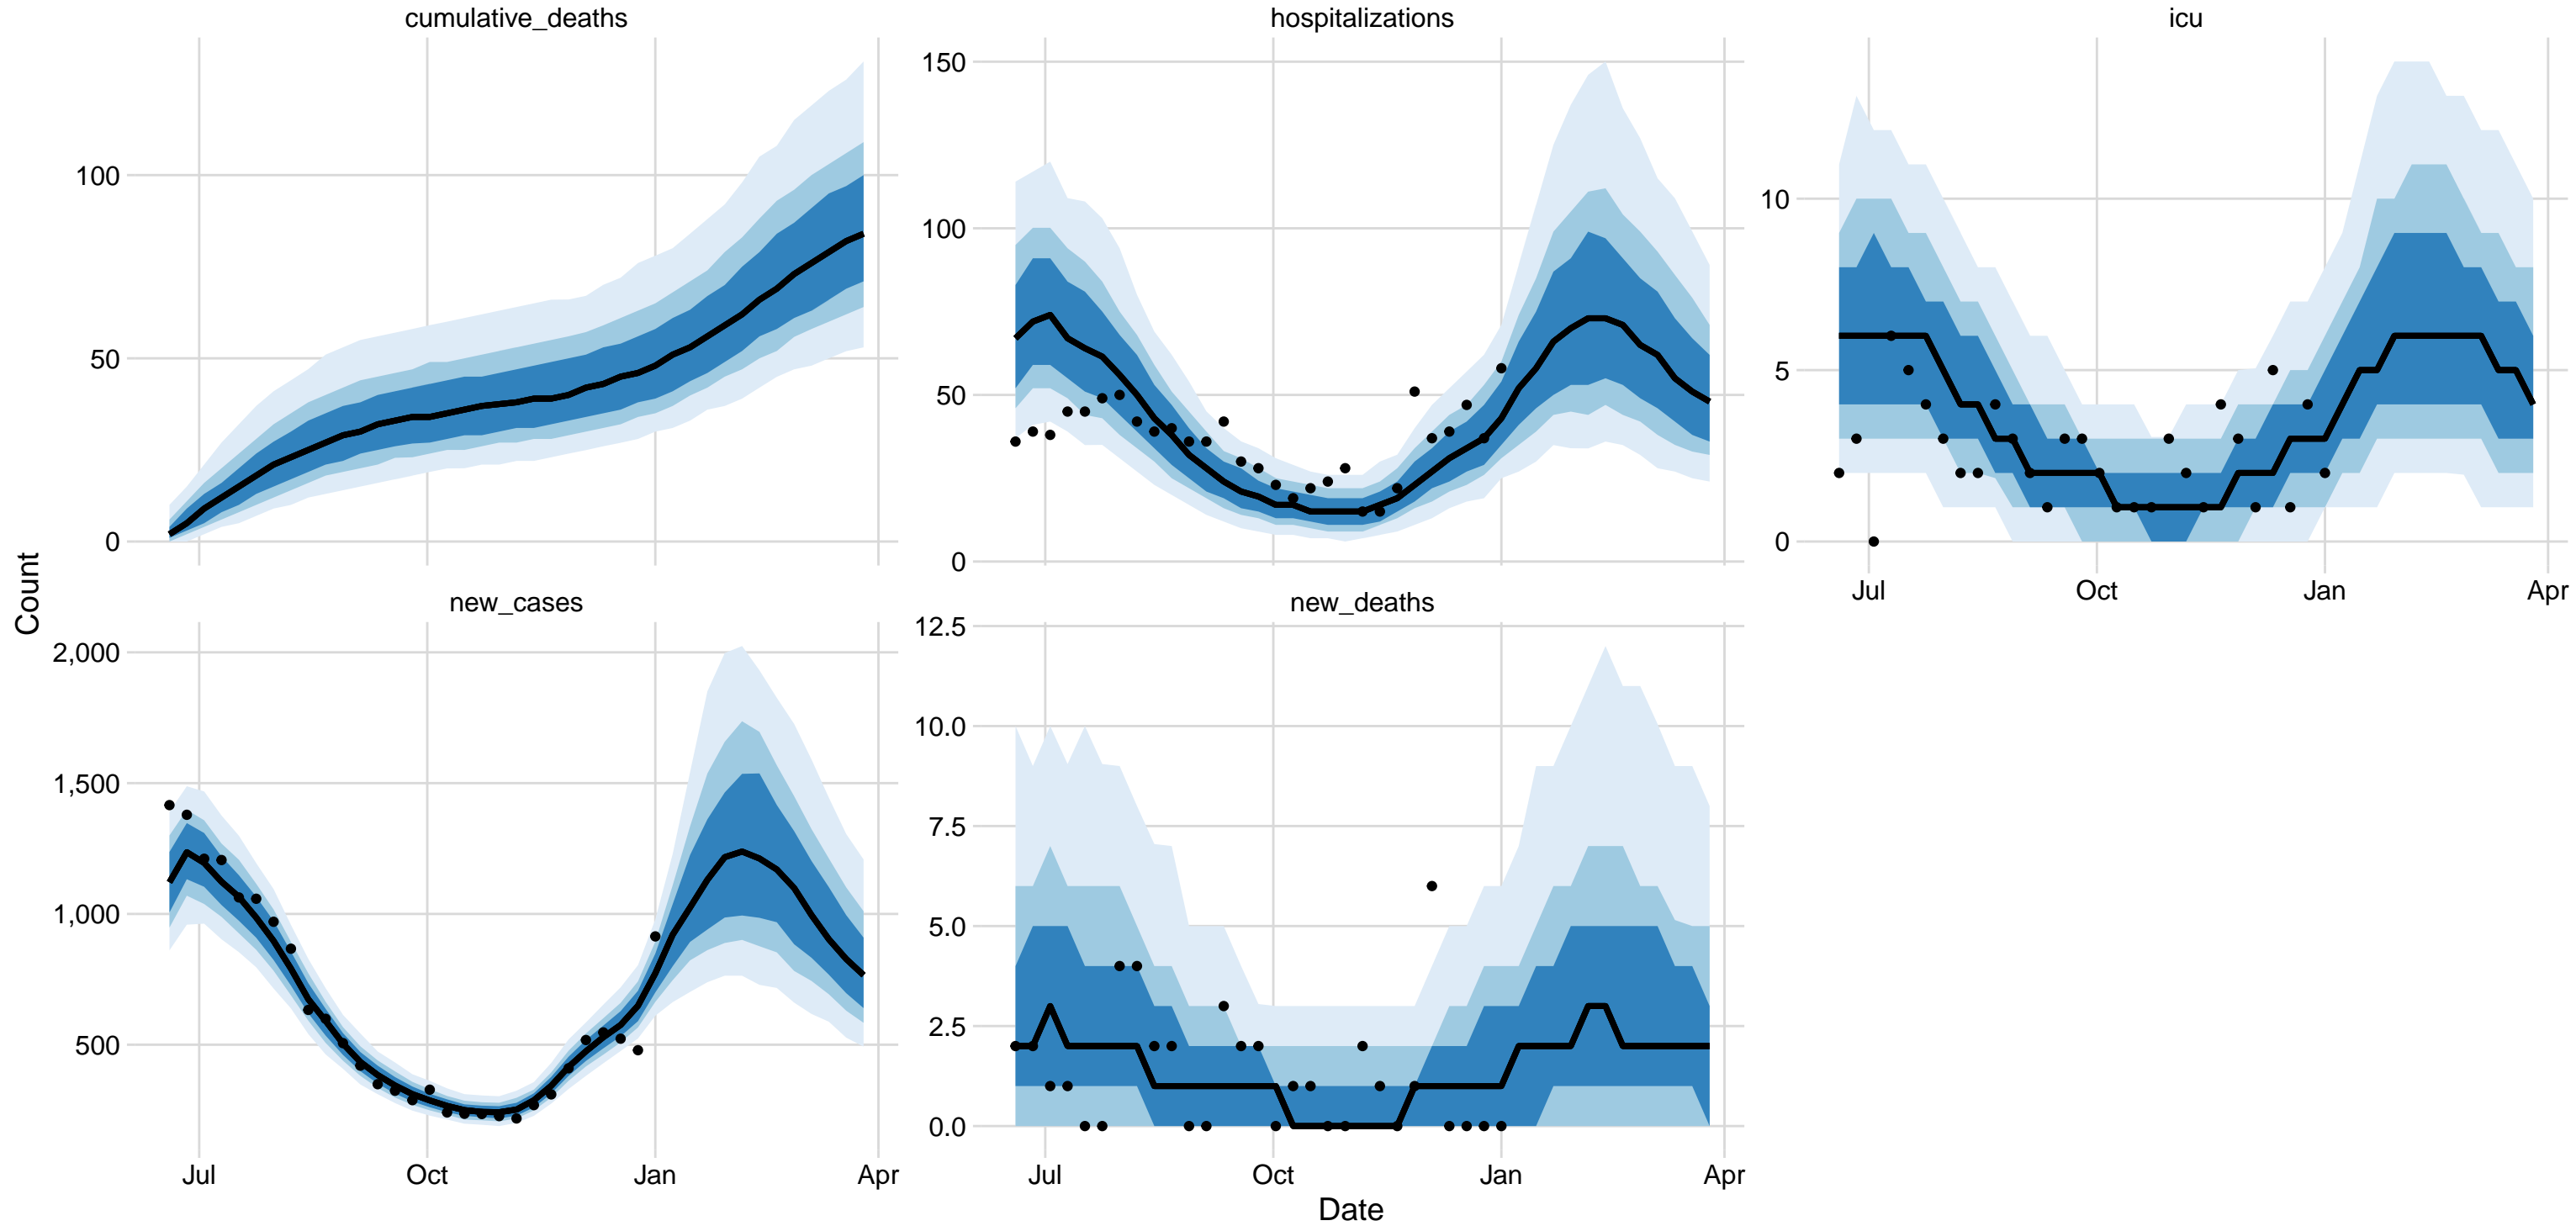 cumulative_deaths
hospitalizations
icu
100
50
0
150
100
50
0
10
5
0
Jul Oct Jan Apr
Count
new_cases
new_deaths
2,000
1,500
1,000
500
12.5
10.0
7.5
5.0
2.5
0.0
Jul Oct Jan Apr
Jul Oct Jan Apr
Date